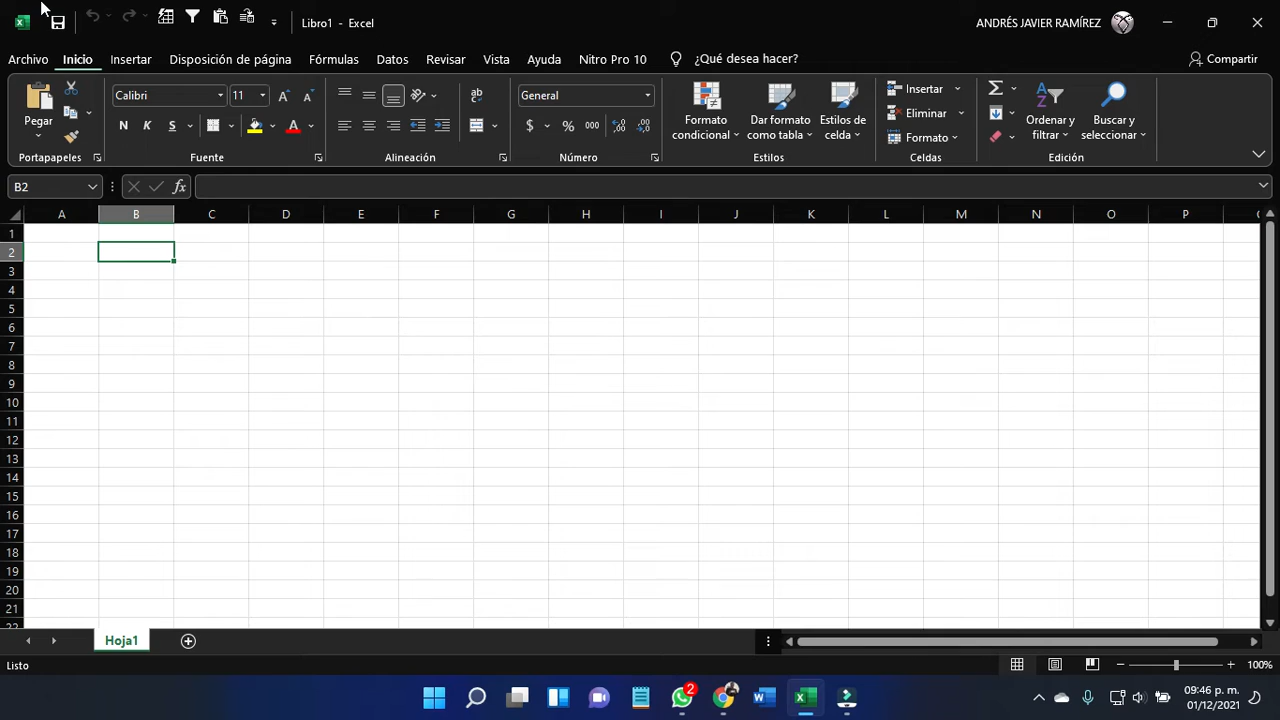 Libro1 - Excel
ANDRÉS JAVIER RAMÍREZ
Archivo Inicio Insertar Disposición de página Fórmulas Datos Revisar Vista Ayuda Nitro Pro 10 ¿Qué desea hacer? Compartir
Pegar
Portapapeles
Calibri 11
N K S
Fuente
Alineación
General
$ % 000
Número
Formato condicional
Dar formato como tabla
Estilos de celda
Estilos
Insertar
Eliminar
Formato
Celdas
Ordenar y filtrar
Buscar y seleccionar
Edición
B2
fx
A B C D E F G H I J K L M N O P
1
2
3
4
5
6
7
8
9
10
11
12
13
14
15
16
17
18
19
20
21
22
Hoja1
Listo
100%
2
09:46 p. m.
01/12/2021